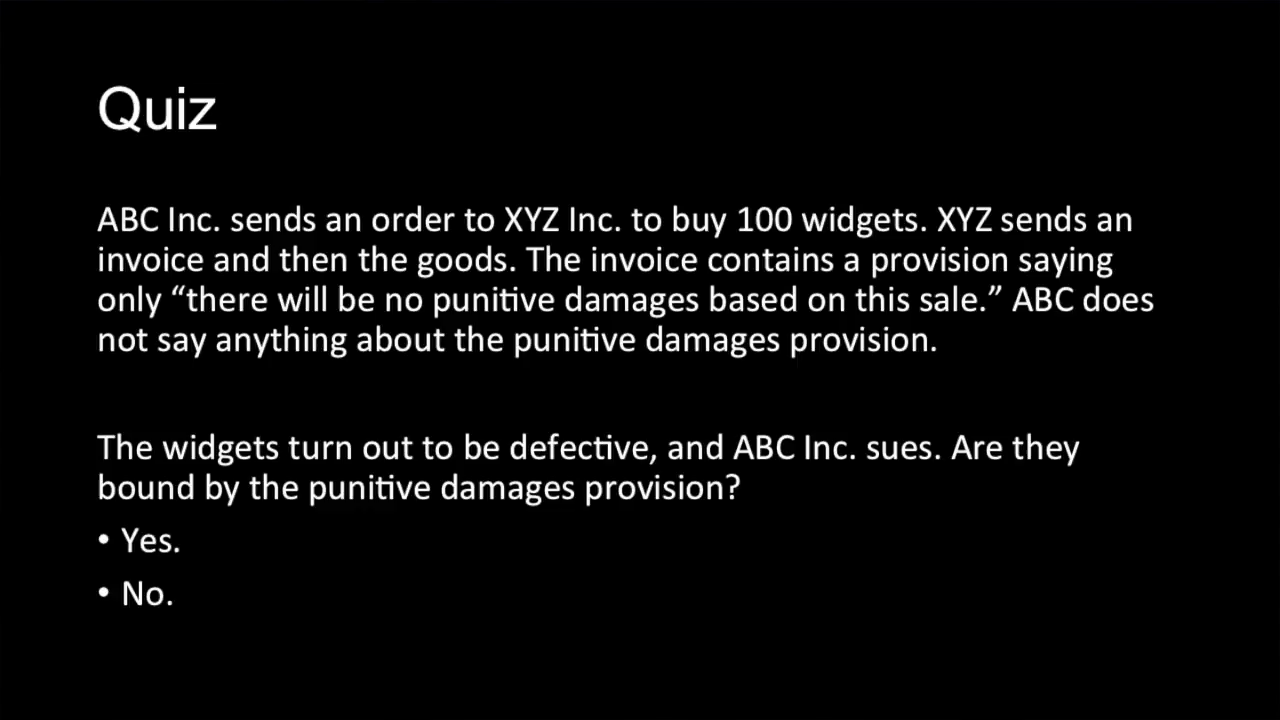 Quiz
ABC Inc. sends an order to XYZ Inc. to buy 100 widgets. XYZ sends an
invoice and then the goods. The invoice contains a provision saying
only “there will be no punitive damages based on this sale.” ABC does
not say anything about the punitive damages provision.
The widgets turn out to be defective, and ABC Inc. sues. Are they
bound by the punitive damages provision?
• Yes.
• No.